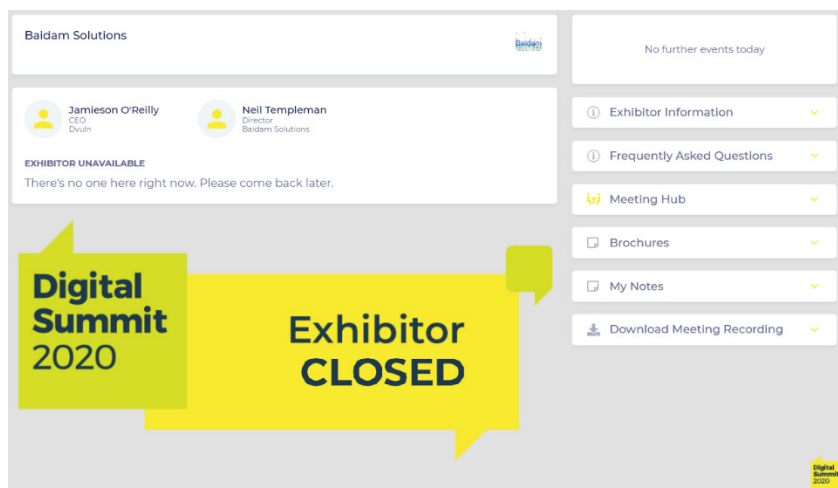 Baidam Solutions
Baidam
No further events today
Jamieson O'Reilly
CEO
Dvuln
Neil Templeman
Director
Baidam Solutions
EXHIBITOR UNAVAILABLE
There's no one here right now. Please come back later.
Exhibitor Information
Frequently Asked Questions
Meeting Hub
Brochures
My Notes
Download Meeting Recording
Digital
Summit
2020
Exhibitor
CLOSED
Digital
Summit
2020